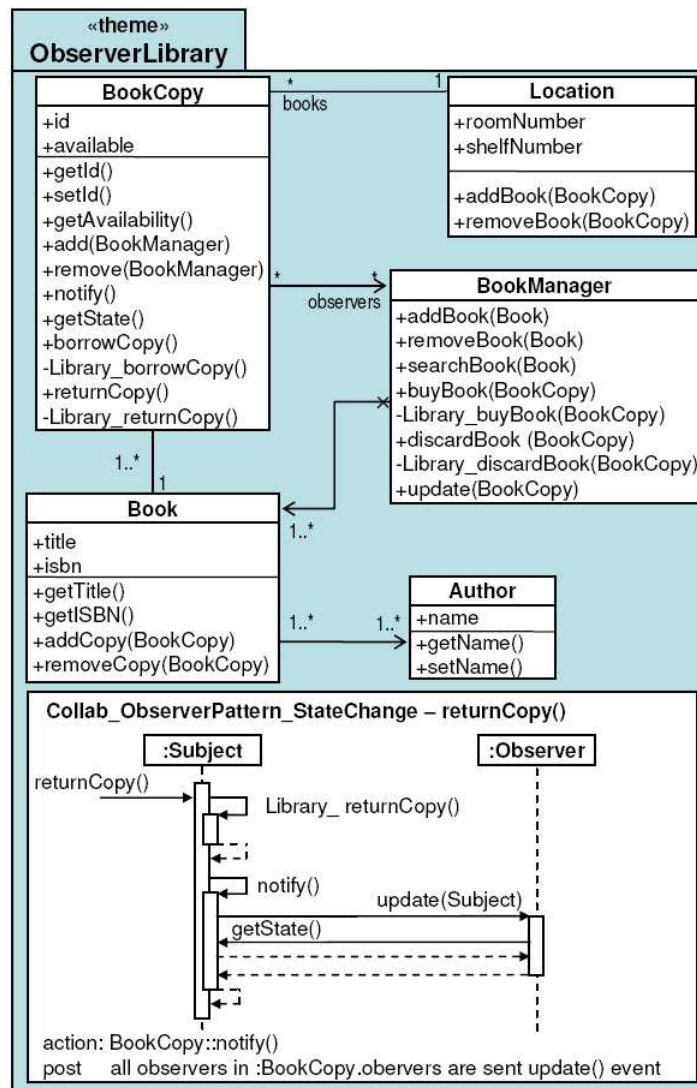 «theme»
ObserverLibrary
BookCopy
+id
+available
+getId()
+setId()
+getAvailability()
+add(BookManager)
+remove(BookManager)
+notify()
+getState()
+borrowCopy()
-Library_borrowCopy()
+returnCopy()
-Library_returnCopy()
*
books
1
Location
+roomNumber
+shelfNumber
+addBook(BookCopy)
+removeBook(BookCopy)
*
observers
*
BookManager
+addBook(Book)
+removeBook(Book)
+searchBook(Book)
+buyBook(BookCopy)
-Library_buyBook(BookCopy)
+discardBook (BookCopy)
-Library_discardBook(BookCopy)
+update(BookCopy)
1..*
1
1..*
Book
+title
+isbn
+getTitle()
+getISBN()
+addCopy(BookCopy)
+removeCopy(BookCopy)
1..*
1..*
Author
+name
+getName()
+setName()
Collab_ObserverPattern_StateChange – returnCopy()
:Subject
:Observer
returnCopy()
Library_ returnCopy()
notify()
update(Subject)
getState()
action: BookCopy::notify()
post all observers in :BookCopy.obervers are sent update() event